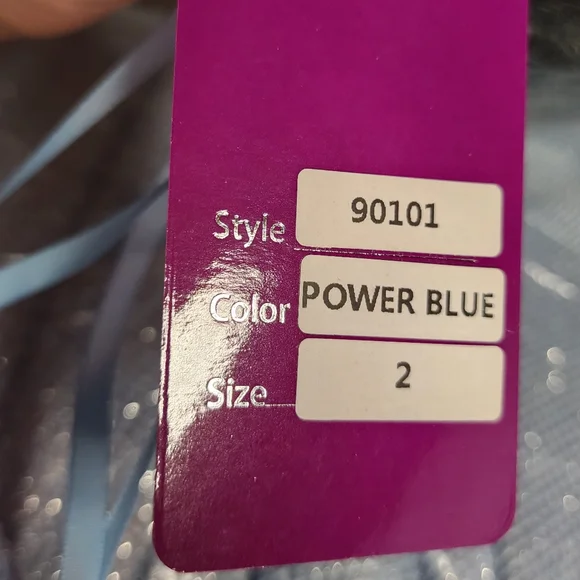 Style 90101
Color POWER BLUE
Size 2